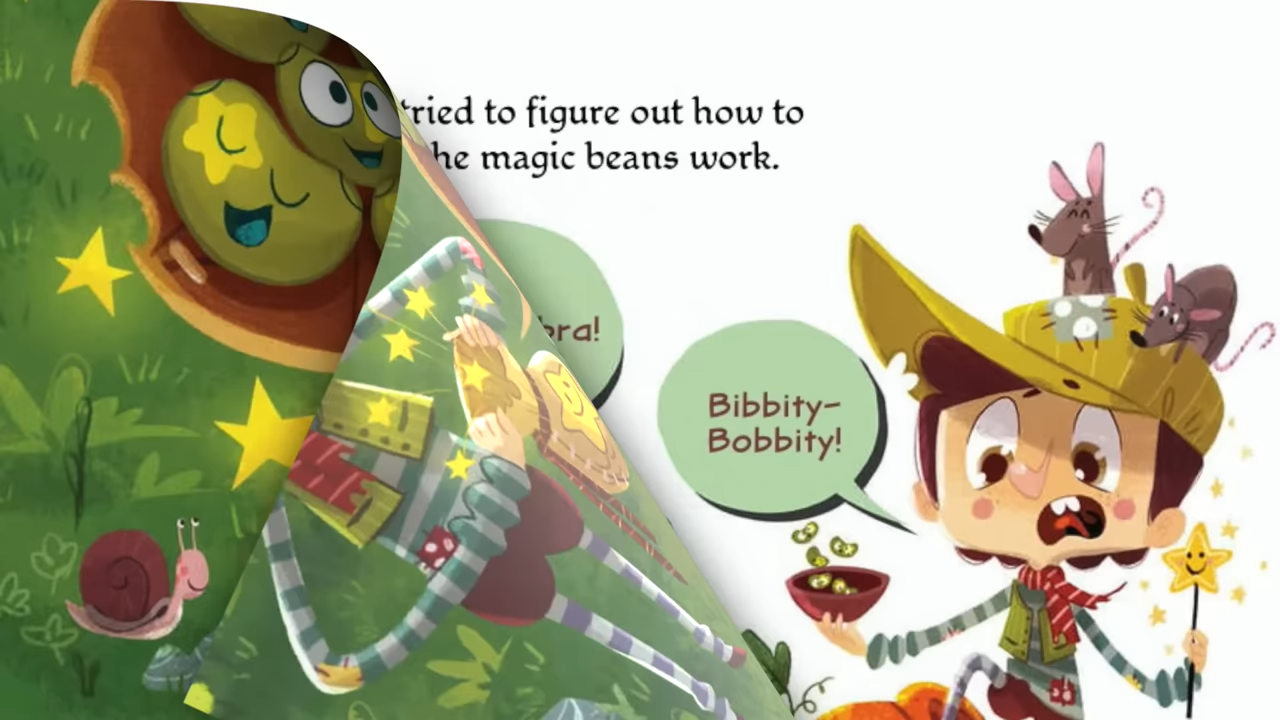 tried to figure out how to
he magic beans work.
bra!
Bibbity-
Bobbity!